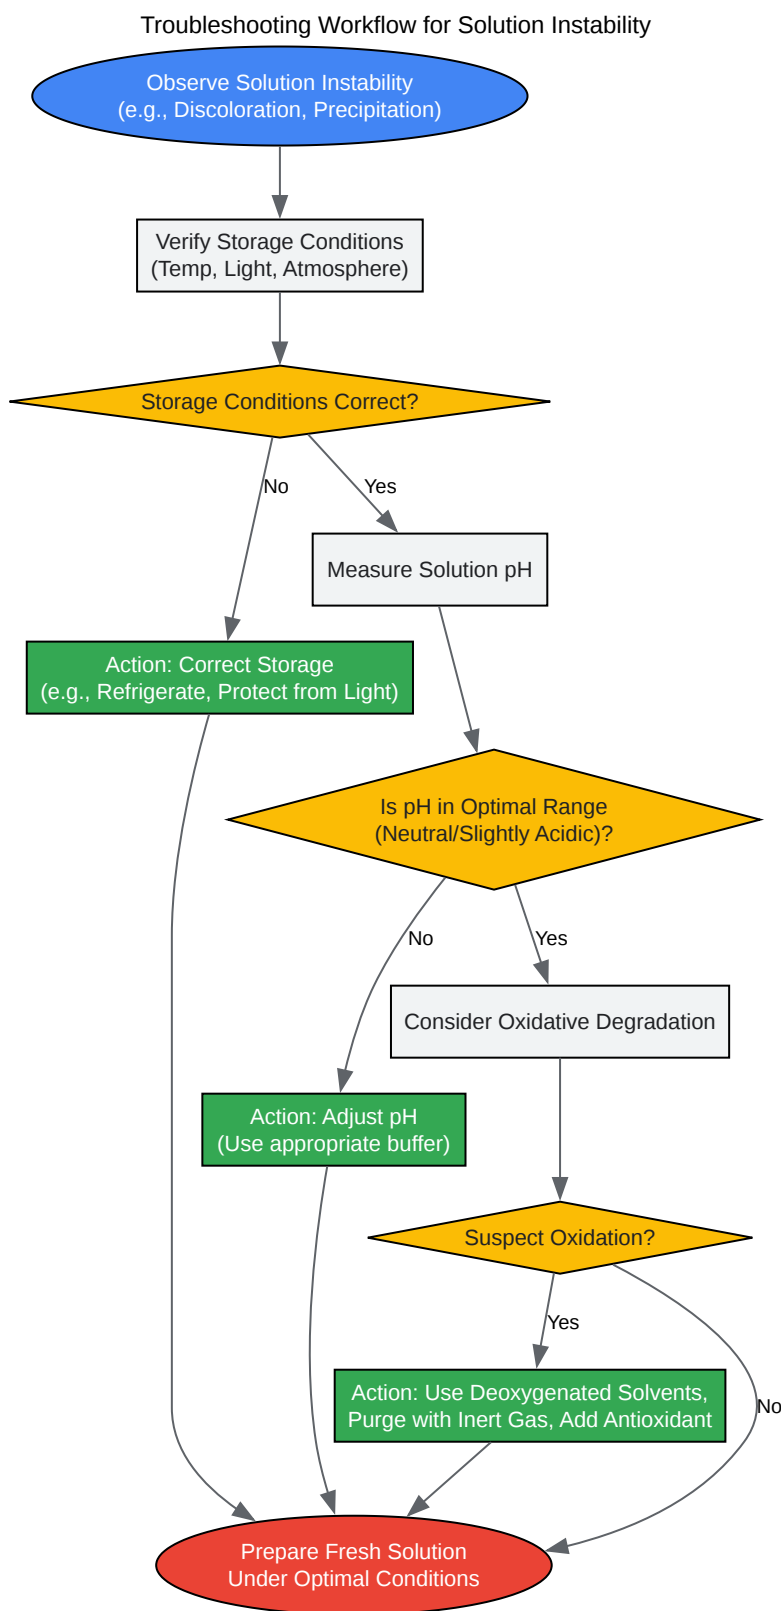 Troubleshooting Workflow for Solution Instability
Observe Solution Instability
(e.g., Discoloration, Precipitation)
Verify Storage Conditions
(Temp, Light, Atmosphere)
Storage Conditions Correct?
No
Yes
Measure Solution pH
Action: Correct Storage
(e.g., Refrigerate, Protect from Light)
Is pH in Optimal Range
(Neutral/Slightly Acidic)?
No
Yes
Consider Oxidative Degradation
Action: Adjust pH
(Use appropriate buffer)
Suspect Oxidation?
Yes
Action: Use Deoxygenated Solvents,
Purge with Inert Gas, Add Antioxidant
No
Prepare Fresh Solution
Under Optimal Conditions